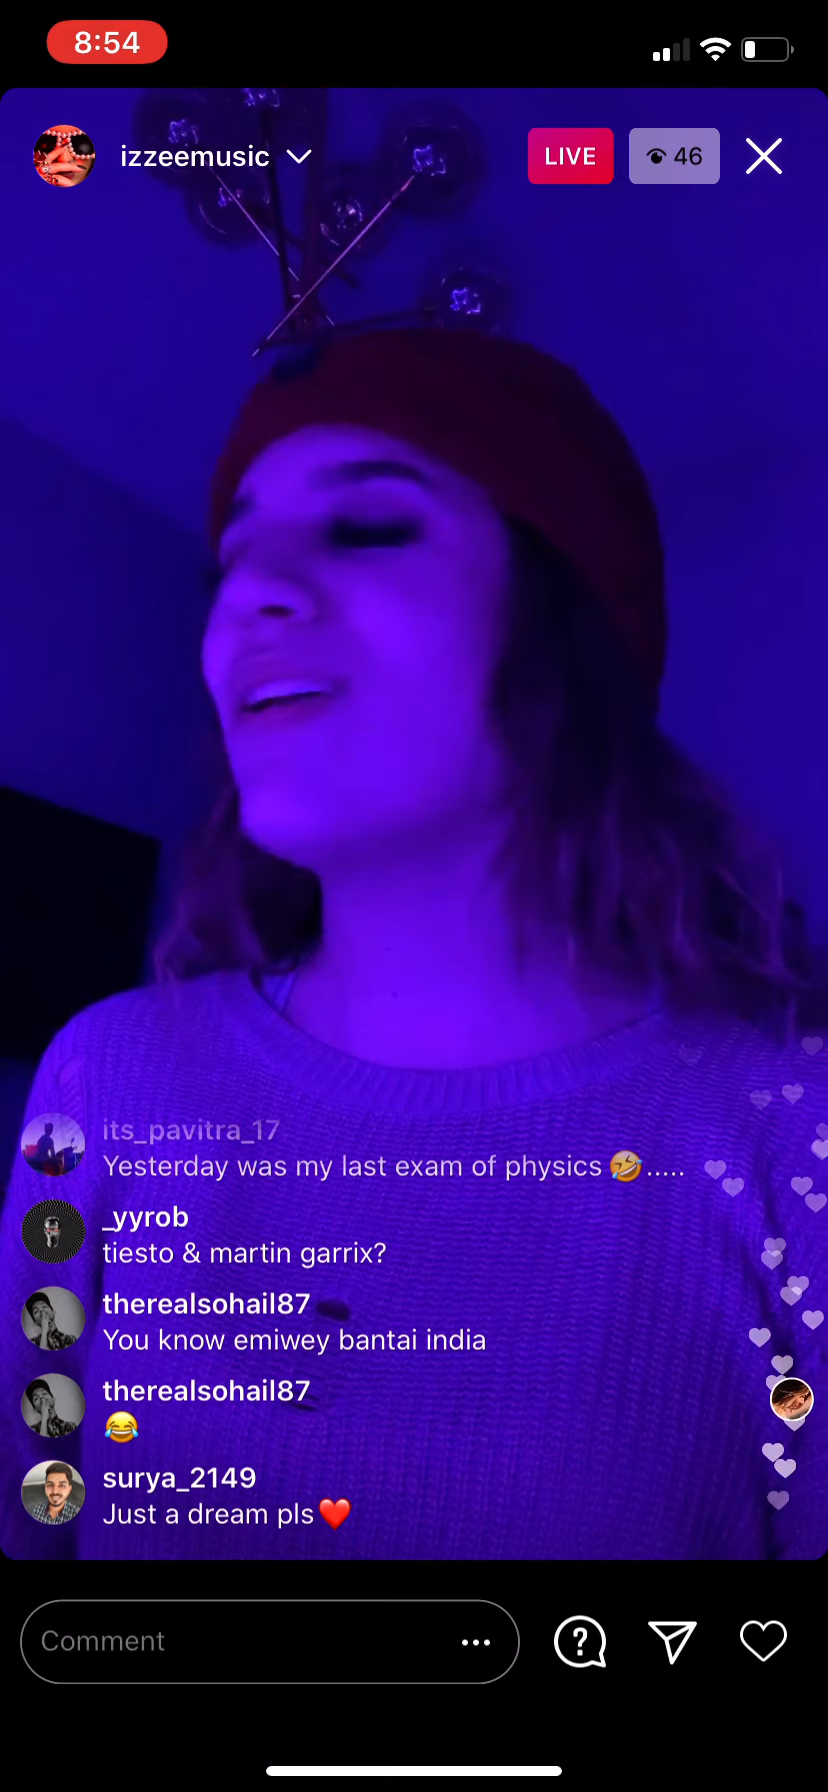 8:54
izzeemusic
LIVE
46
its_pavitra_17
Yesterday was my last exam of physics 🤣.....
_yyrob
tiesto & martin garrix?
therealsohail87
You know emiwey bantai india
therealsohail87
😂
surya_2149
Just a dream pls❤️
Comment